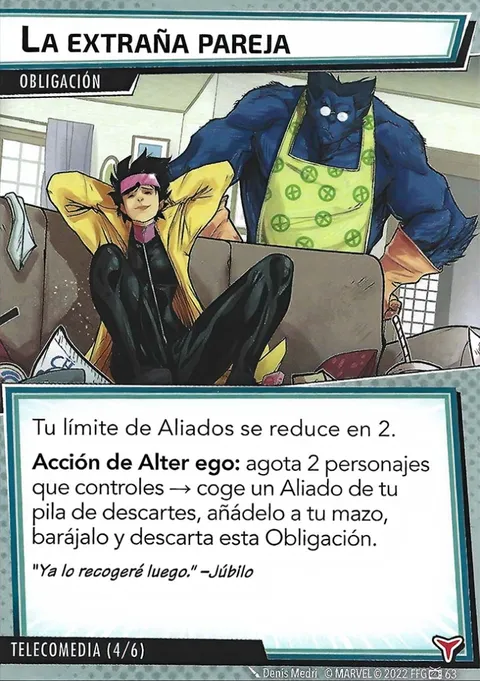 La extraña pareja
OBLIGACIÓN
Tu límite de Aliados se reduce en 2.
Acción de Alter ego: agota 2 personajes
que controles → coge un Aliado de tu
pila de descartes, añádelo a tu mazo,
barájalo y descarta esta Obligación.
"Ya lo recogeré luego." –Júbilo
TELECOMEDIA (4/6)
Denis Medri © MARVEL © 2022 FFG 63